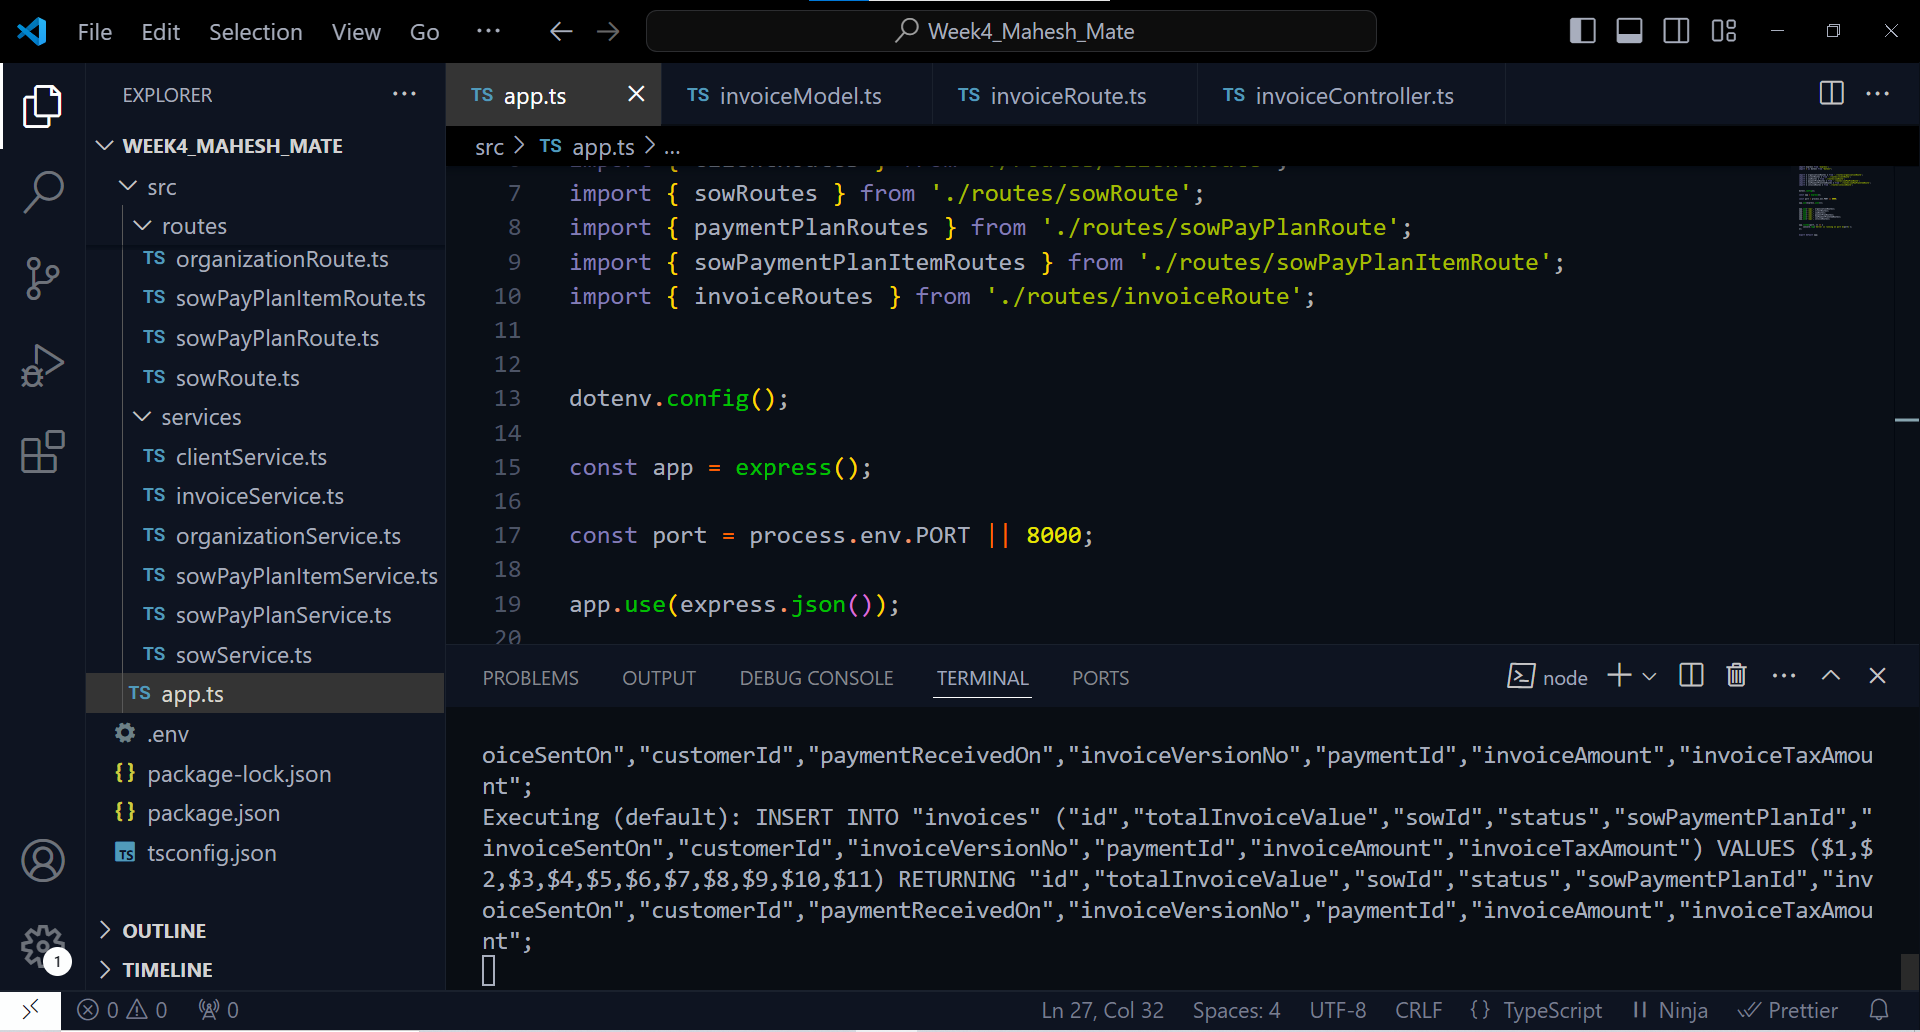 File Edit Selection View Go ··· Week4_Mahesh_Mate
EXPLORER
WEEK4_MAHESH_MATE
src
routes
TS organizationRoute.ts
TS sowPayPlanItemRoute.ts
TS sowPayPlanRoute.ts
TS sowRoute.ts
services
TS clientService.ts
TS invoiceService.ts
TS organizationService.ts
TS sowPayPlanItemService.ts
TS sowPayPlanService.ts
TS sowService.ts
TS app.ts
.env
{} package-lock.json
{} package.json
TS tsconfig.json
OUTLINE
TIMELINE
1
TS app.ts TS invoiceModel.ts TS invoiceRoute.ts TS invoiceController.ts
src > TS app.ts > ...
7 import { sowRoutes } from './routes/sowRoute';
8 import { paymentPlanRoutes } from './routes/sowPayPlanRoute';
9 import { sowPaymentPlanItemRoutes } from './routes/sowPayPlanItemRoute';
10 import { invoiceRoutes } from './routes/invoiceRoute';
11
12
13 dotenv.config();
14
15 const app = express();
16
17 const port = process.env.PORT || 8000;
18
19 app.use(express.json());
20
PROBLEMS OUTPUT DEBUG CONSOLE TERMINAL PORTS node
oiceSentOn","customerId","paymentReceivedOn","invoiceVersionNo","paymentId","invoiceAmount","invoiceTaxAmou
nt";
Executing (default): INSERT INTO "invoices" ("id","totalInvoiceValue","sowId","status","sowPaymentPlanId","
invoiceSentOn","customerId","invoiceVersionNo","paymentId","invoiceAmount","invoiceTaxAmount") VALUES ($1,$
2,$3,$4,$5,$6,$7,$8,$9,$10,$11) RETURNING "id","totalInvoiceValue","sowId","status","sowPaymentPlanId","inv
oiceSentOn","customerId","paymentReceivedOn","invoiceVersionNo","paymentId","invoiceAmount","invoiceTaxAmou
nt";
0 0 0 Ln 27, Col 32 Spaces: 4 UTF-8 CRLF {} TypeScript Ninja Prettier